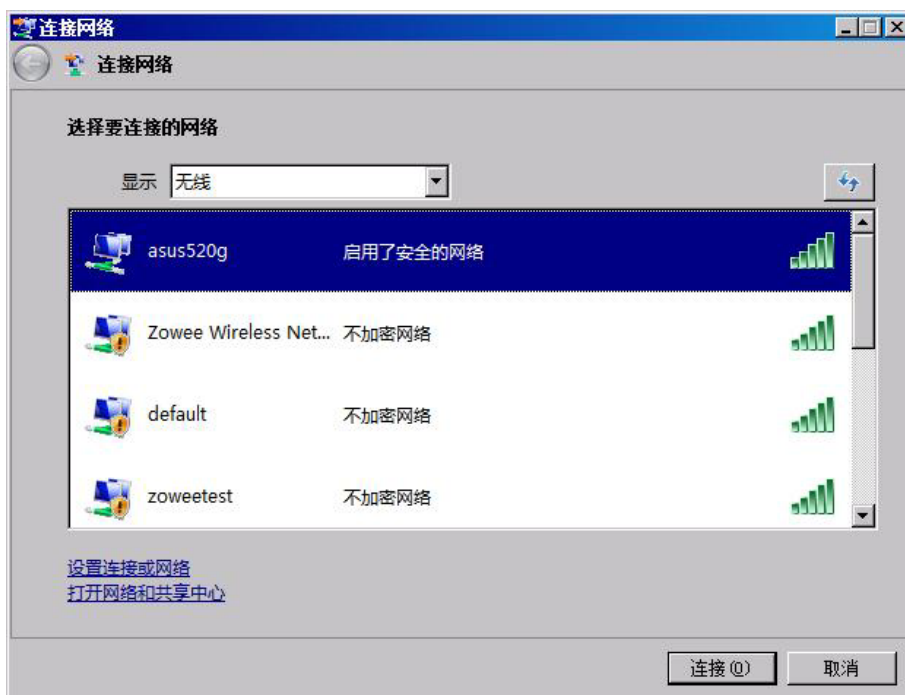 连接网络
连接网络
选择要连接的网络
显示 无线
asus520g 启用了安全的网络
Zowee Wireless Net... 不加密网络
default 不加密网络
zoweetest 不加密网络
设置连接或网络
打开网络和共享中心
连接(O) 取消